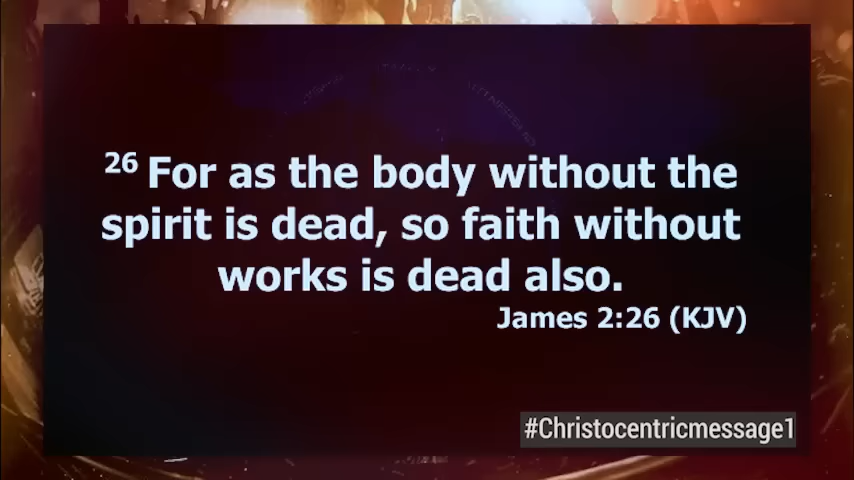 26 For as the body without the
spirit is dead, so faith without
works is dead also.
James 2:26 (KJV)
#Christocentricmessage1